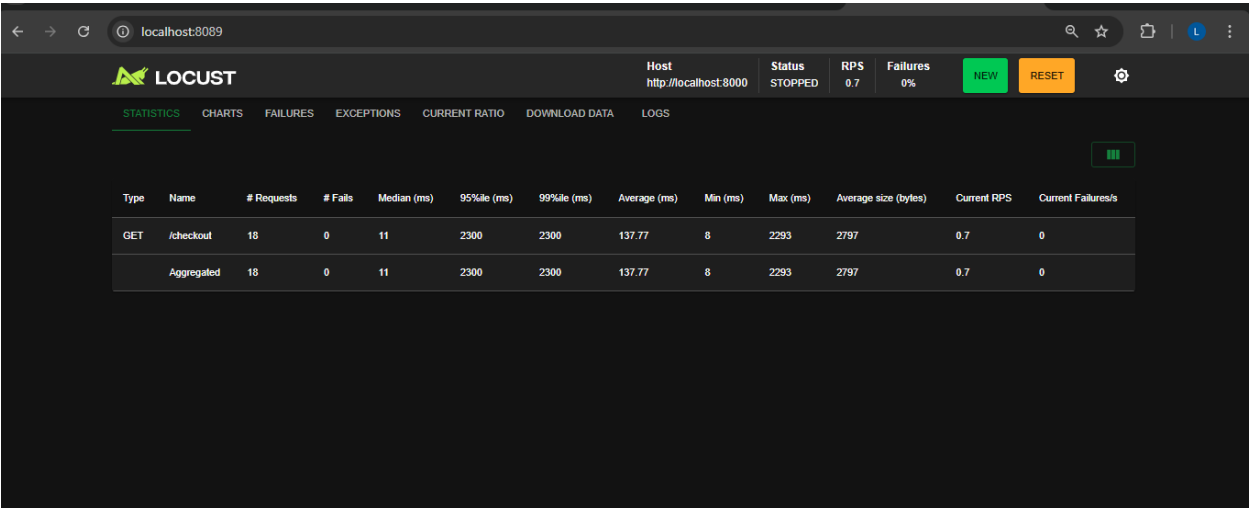 localhost:8089
L
LOCUST
Host
http://localhost:8000
Status
STOPPED
RPS
0.7
Failures
0%
NEW
RESET
STATISTICS CHARTS FAILURES EXCEPTIONS CURRENT RATIO DOWNLOAD DATA LOGS
Type Name # Requests # Fails Median (ms) 95%ile (ms) 99%ile (ms) Average (ms) Min (ms) Max (ms) Average size (bytes) Current RPS Current Failures/s
GET /checkout 18 0 11 2300 2300 137.77 8 2293 2797 0.7 0
Aggregated 18 0 11 2300 2300 137.77 8 2293 2797 0.7 0